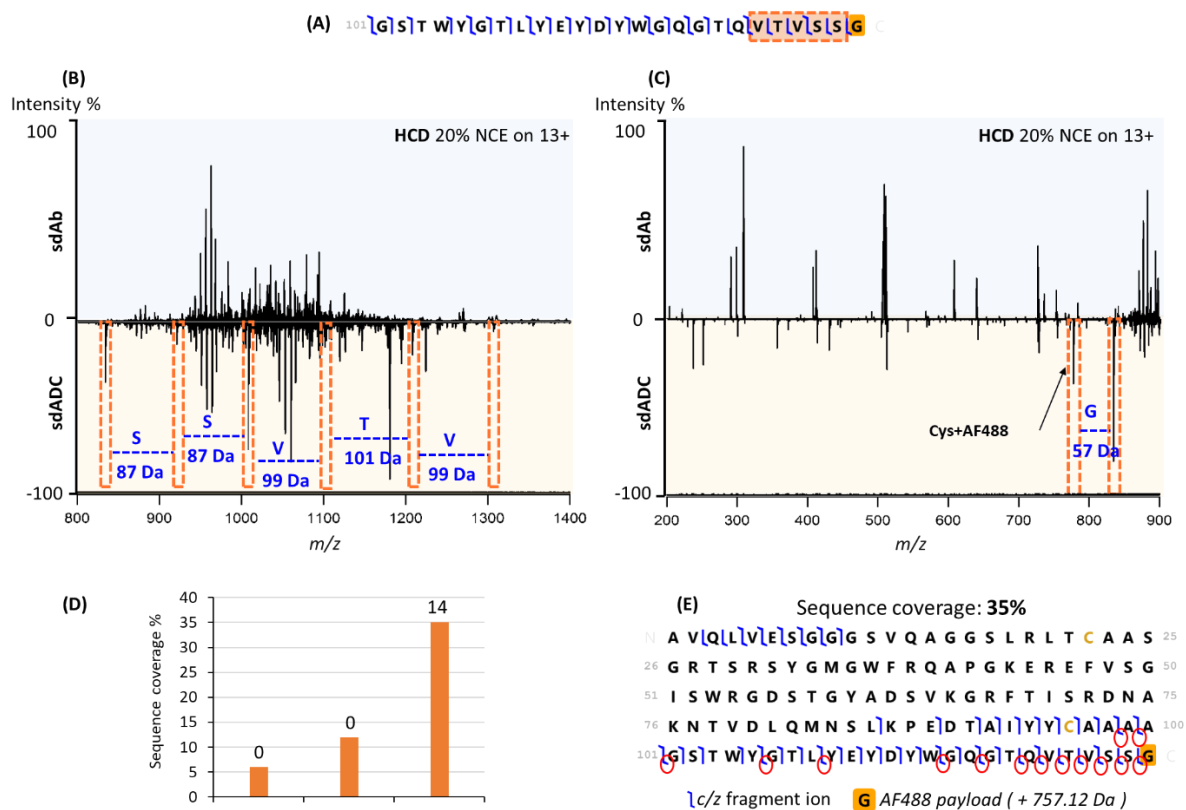 (A)
101 G S T W Y G T L Y E Y D Y W G Q G T Q V T V S S G C
(B)
Intensity %
100
HCD 20% NCE on 13+
sdAb
0
sdADC
S
87 Da
S
87 Da
V
99 Da
T
101 Da
V
99 Da
-100
800 900 1000 1100 1200 1300 1400
m/z
(C)
Intensity %
100
HCD 20% NCE on 13+
sdAb
0
sdADC
Cys+AF488
G
57 Da
-100
200 300 400 500 600 700 800 900
m/z
(D)
Sequence coverage %
40
35
30
25
20
15
10
5
0
0
0
14
(E)
Sequence coverage: 35%
N A V Q L V E S G G G S V Q A G G S L R L T C A A S 25
26 G R T S R S Y G M G W F R Q A P G K E R E F V S G 50
51 I S W R G D S T G Y A D S V K G R F T I S R D N A 75
76 K N T V D L Q M N S L K P E D T A I Y Y C A A A A 100
101 G S T W Y G T L Y E Y D Y W G Q G T Q V T V S S G C
c/z fragment ion G AF488 payload ( + 757.12 Da )